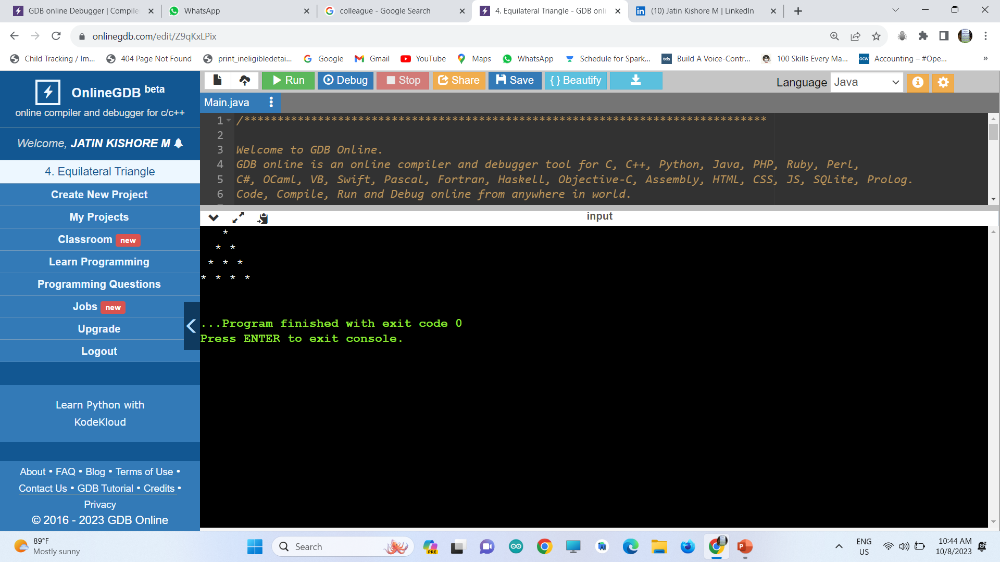 GDB online Debugger | Compile
WhatsApp
colleague - Google Search
4. Equilateral Triangle - GDB onli
(10) Jatin Kishore M | LinkedIn
onlinegdb.com/edit/Z9qKxLPix
Child Tracking / Im...
404 Page Not Found
print_ineligibledetai...
Google
Gmail
YouTube
Maps
WhatsApp
Schedule for Spark...
tds Build A Voice-Contr...
100 Skills Every Ma...
OCW Accounting – #Ope...
»
OnlineGDB beta
online compiler and debugger for c/c++
Welcome, JATIN KISHORE M
4. Equilateral Triangle
Create New Project
My Projects
Classroom new
Learn Programming
Programming Questions
Jobs new
Upgrade
Logout
Learn Python with
KodeKloud
About • FAQ • Blog • Terms of Use •
Contact Us • GDB Tutorial • Credits •
Privacy
© 2016 - 2023 GDB Online
Run
Debug
Stop
Share
Save
{ } Beautify
Language Java
Main.java
1 /******************************************************************************
2
3 Welcome to GDB Online.
4 GDB online is an online compiler and debugger tool for C, C++, Python, Java, PHP, Ruby, Perl,
5 C#, OCaml, VB, Swift, Pascal, Fortran, Haskell, Objective-C, Assembly, HTML, CSS, JS, SQLite, Prolog.
6 Code, Compile, Run and Debug online from anywhere in world.
input
   *
  * *
 * * *
* * * *
...Program finished with exit code 0
Press ENTER to exit console.
89°F
Mostly sunny
Search
PRE
ENG
US
10:44 AM
10/8/2023